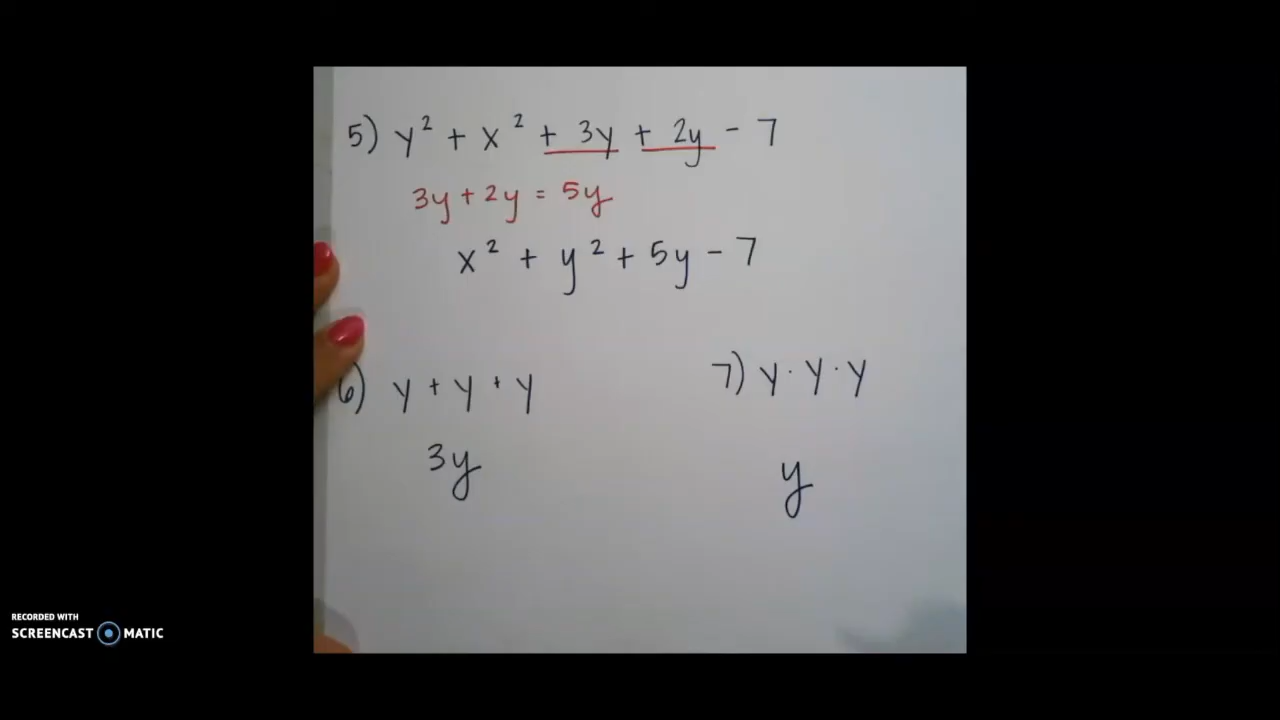 5) y² + x² + 3y + 2y - 7
3y + 2y = 5y
x² + y² + 5y - 7
6) y + y + y
7) y · y · y
3y
y
RECORDED WITH
SCREENCAST MATIC